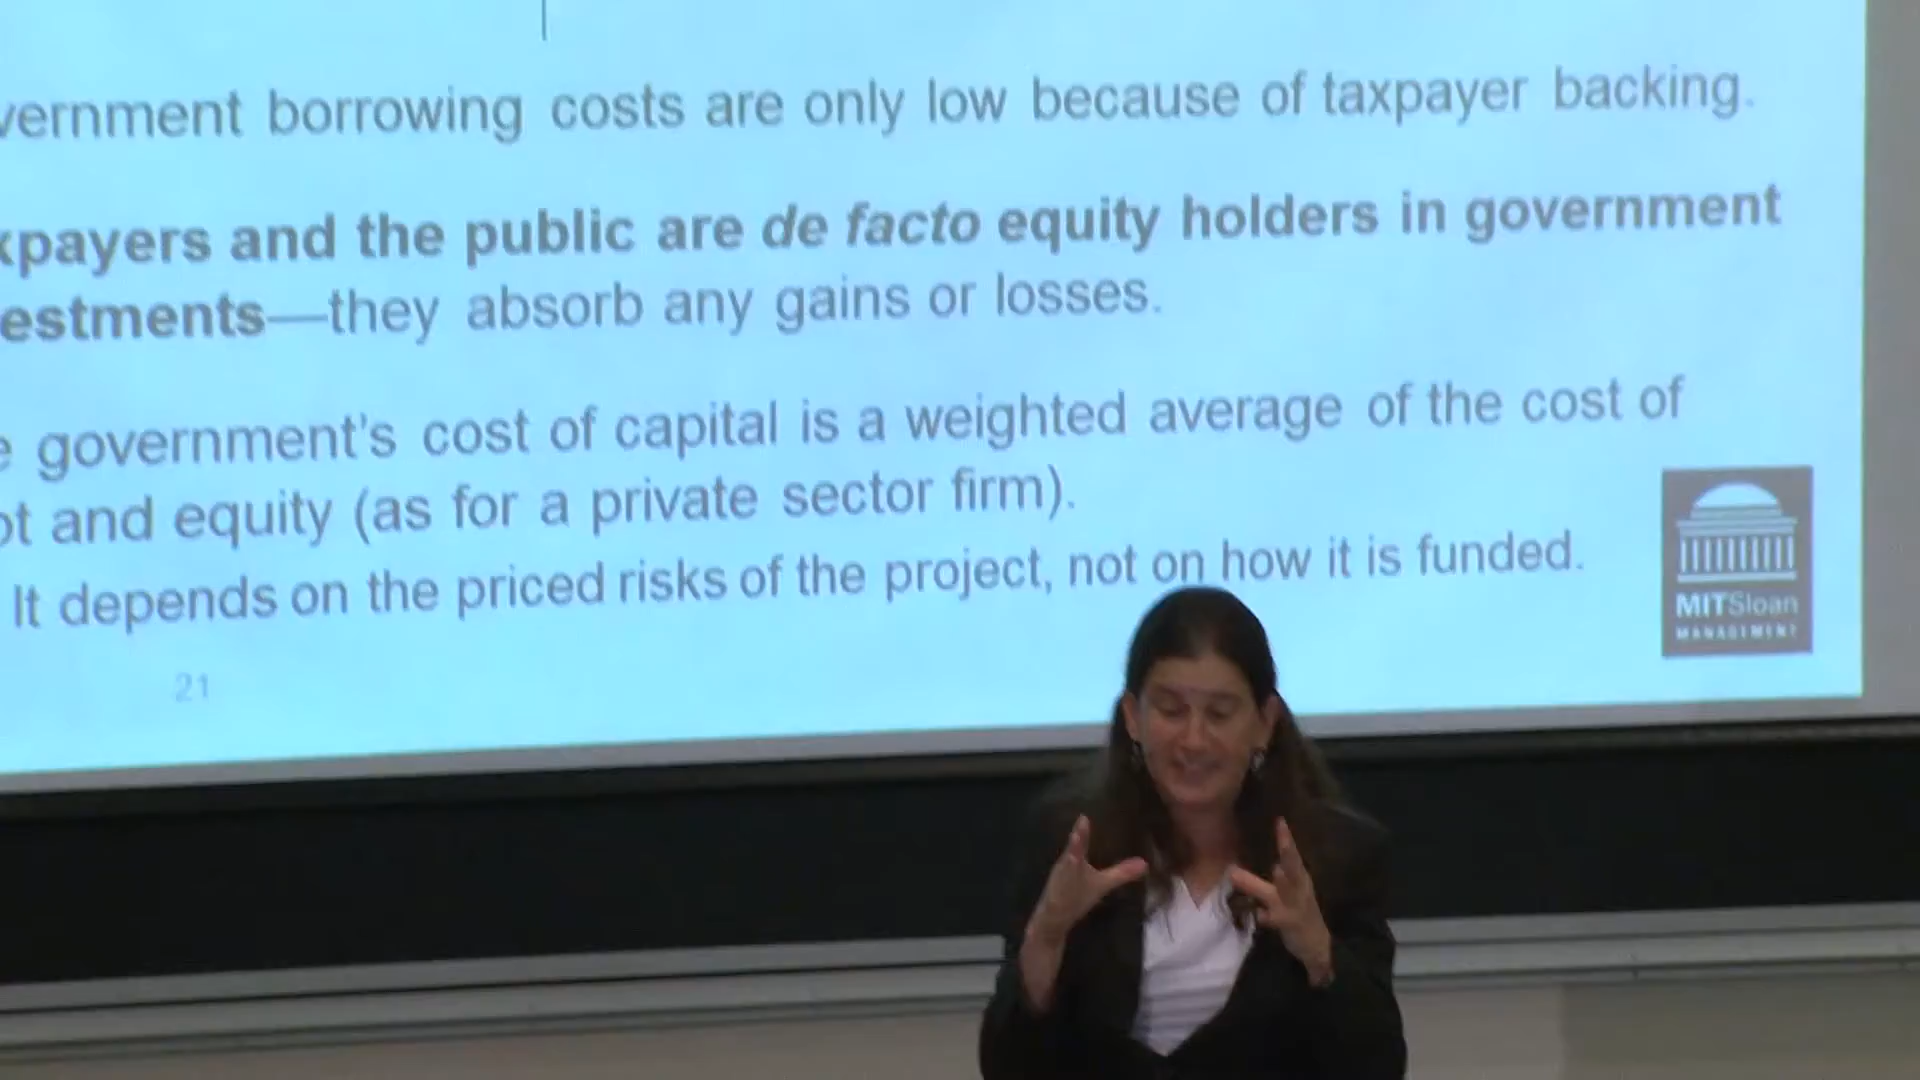 vernment borrowing costs are only low because of taxpayer backing.
xpayers and the public are de facto equity holders in government
estments—they absorb any gains or losses.
e government's cost of capital is a weighted average of the cost of
ot and equity (as for a private sector firm).
It depends on the priced risks of the project, not on how it is funded.
MITSloan
MANAGEMENT
21